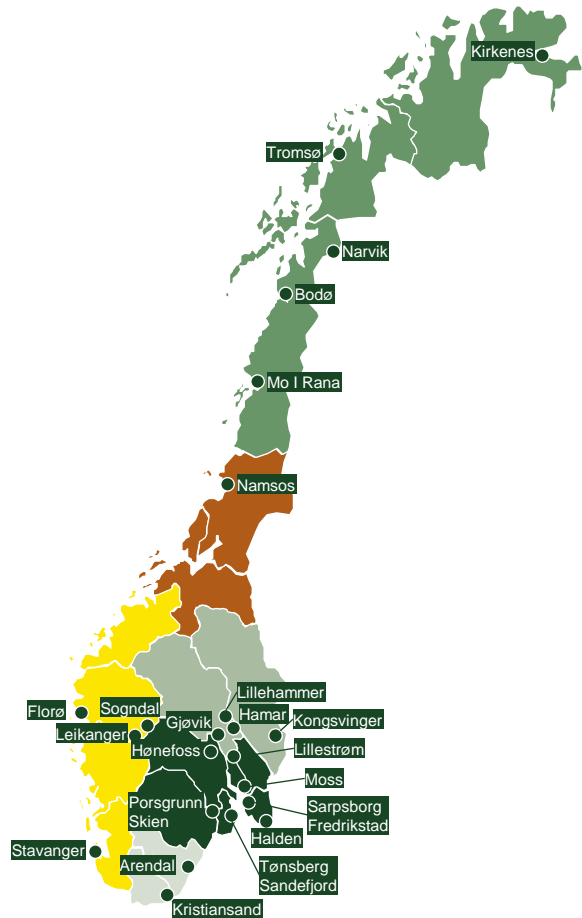 Kirkenes
Tromsø
Narvik
Bodø
Mo I Rana
Namsos
Lillehammer
Sogndal
Hamar
Florø
Gjøvik
Kongsvinger
Leikanger
Hønefoss
Lillestrøm
Moss
Porsgrunn
Skien
Sarpsborg
Fredrikstad
Halden
Stavanger
Arendal
Tønsberg
Sandefjord
Kristiansand